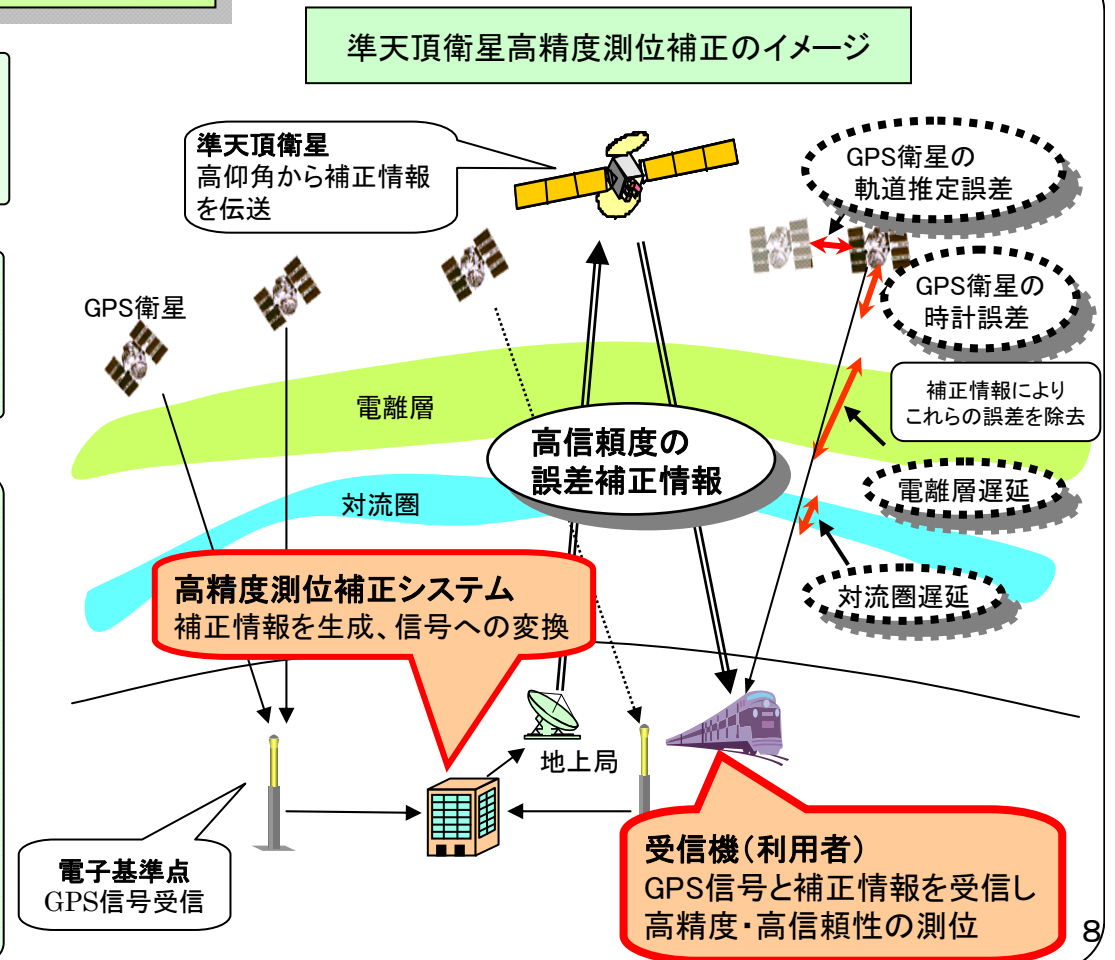 準天頂衛星高精度測位補正のイメージ
準天頂衛星
高仰角から補正情報
を伝送
GPS衛星の
軌道推定誤差
GPS衛星
GPS衛星の
時計誤差
補正情報により
これらの誤差を除去
電離層
高信頼度の
誤差補正情報
電離層遅延
対流圏
対流圏遅延
高精度測位補正システム
補正情報を生成、信号への変換
地上局
電子基準点
GPS信号受信
受信機(利用者)
GPS信号と補正情報を受信し
高精度・高信頼性の測位
8